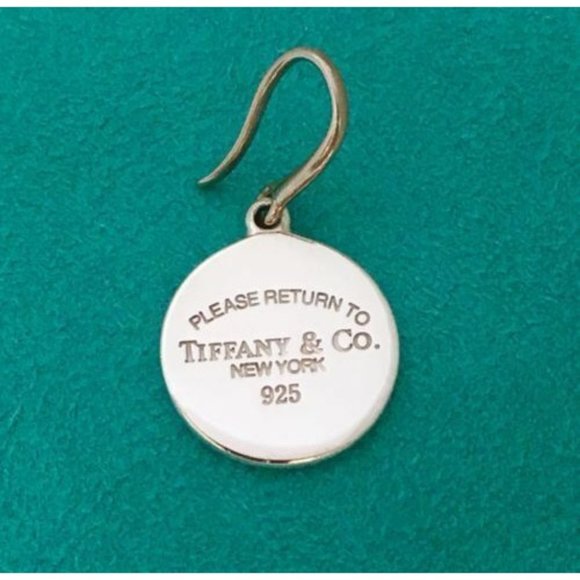 PLEASE RETURN TO
TIFFANY & CO.
NEW YORK
925